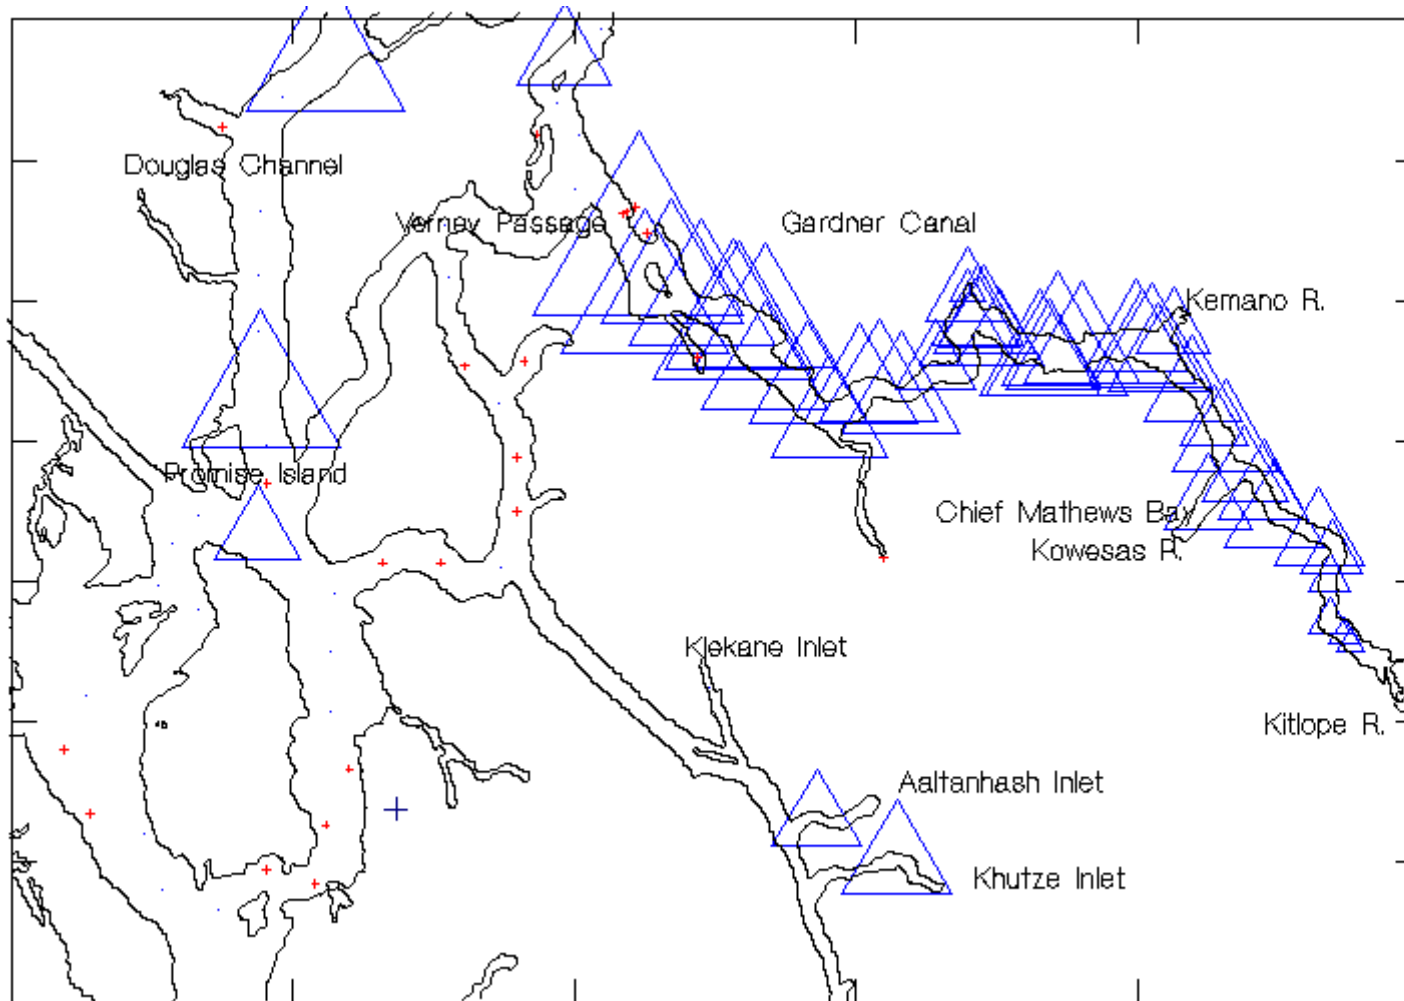 Douglas Channel
Verney Passage
Gardner Canal
Kemano R.
Promise Island
Chief Mathews Bay
Kowesas R.
Klekane Inlet
Kitlope R.
Aaltanhash Inlet
Khutze Inlet